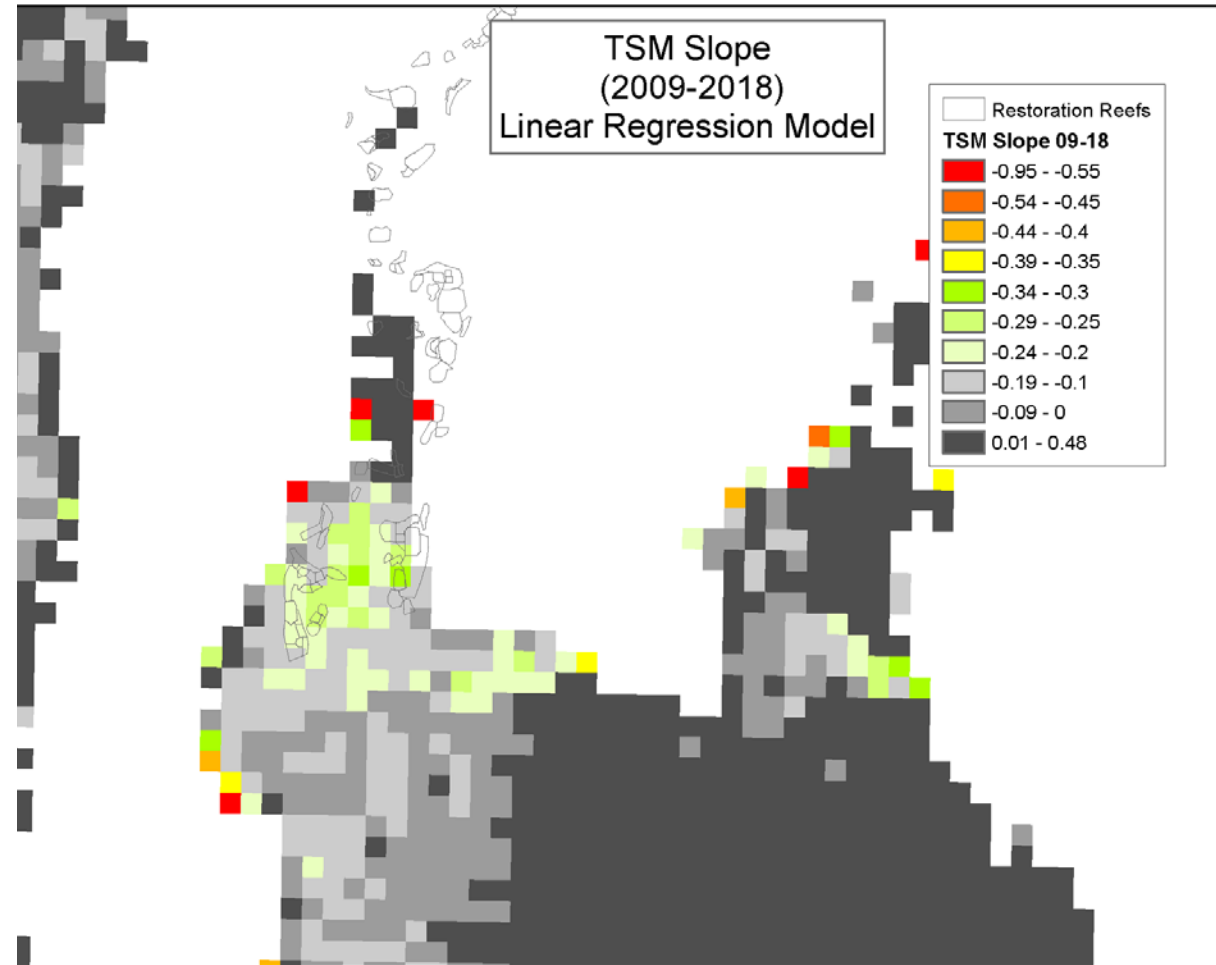 TSM Slope
(2009-2018)
Linear Regression Model
Restoration Reefs
TSM Slope 09-18
-0.95 - -0.55
-0.54 - -0.45
-0.44 - -0.4
-0.39 - -0.35
-0.34 - -0.3
-0.29 - -0.25
-0.24 - -0.2
-0.19 - -0.1
-0.09 - 0
0.01 - 0.48